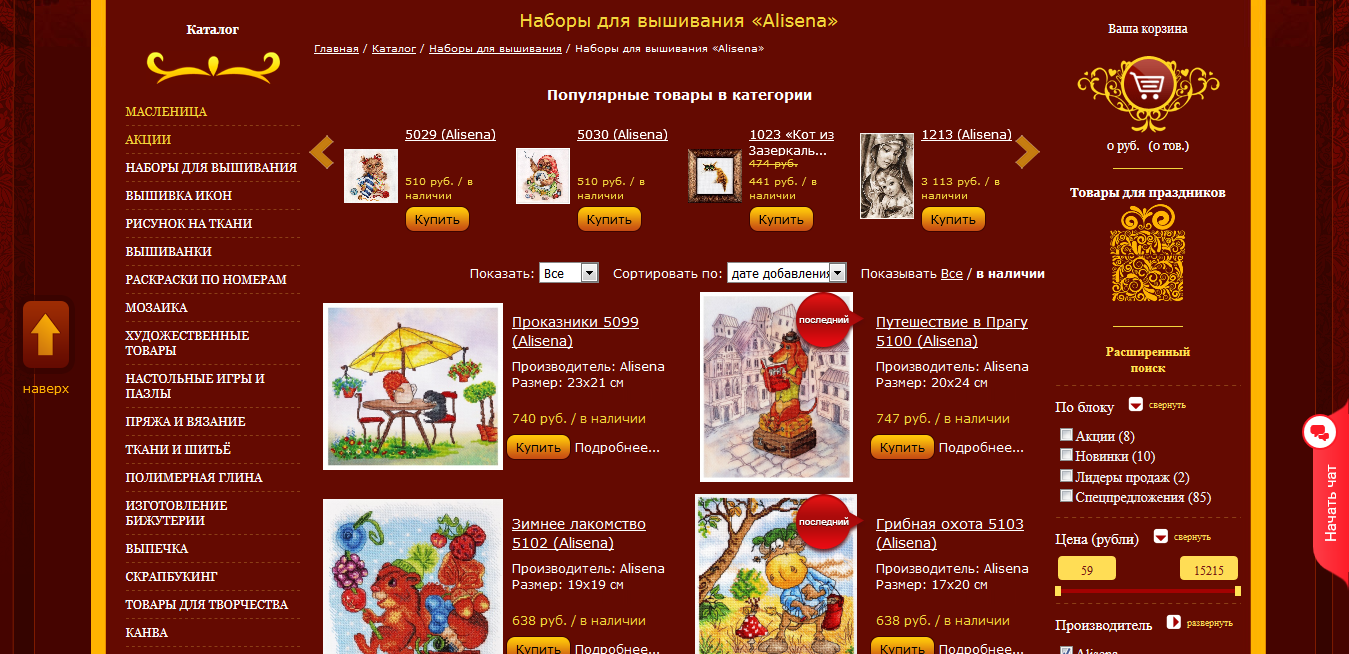 Каталог
МАСЛЕНИЦА
АКЦИИ
НАБОРЫ ДЛЯ ВЫШИВАНИЯ
ВЫШИВКА ИКОН
РИСУНОК НА ТКАНИ
ВЫШИВАНКИ
РАСКРАСКИ ПО НОМЕРАМ
МОЗАИКА
ХУДОЖЕСТВЕННЫЕ
ТОВАРЫ
НАСТОЛЬНЫЕ ИГРЫ И
ПАЗЛЫ
ПРЯЖА И ВЯЗАНИЕ
ТКАНИ И ШИТЬЁ
ПОЛИМЕРНАЯ ГЛИНА
ИЗГОТОВЛЕНИЕ
БИЖУТЕРИИ
ВЫПЕЧКА
СКРАПБУКИНГ
ТОВАРЫ ДЛЯ ТВОРЧЕСТВА
КАНВА
наверх
Наборы для вышивания «Alisena»
Главная / Каталог / Наборы для вышивания / Наборы для вышивания «Alisena»
Популярные товары в категории
5029 (Alisena)
510 руб. / в
наличии
Купить
5030 (Alisena)
510 руб. / в
наличии
Купить
1023 «Кот из
Зазеркаль...
474 руб.
441 руб. / в
наличии
Купить
1213 (Alisena)
3 113 руб. / в
наличии
Купить
Показать: Все Сортировать по: дате добавления Показывать Все / в наличии
Проказники 5099
(Alisena)
Производитель: Alisena
Размер: 23x21 см
740 руб. / в наличии
Купить Подробнее...
последний
Путешествие в Прагу
5100 (Alisena)
Производитель: Alisena
Размер: 20x24 см
747 руб. / в наличии
Купить Подробнее...
Зимнее лакомство
5102 (Alisena)
Производитель: Alisena
Размер: 19x19 см
638 руб. / в наличии
Купить Подробнее...
последний
Грибная охота 5103
(Alisena)
Производитель: Alisena
Размер: 17x20 см
638 руб. / в наличии
Купить Подробнее...
Ваша корзина
0 руб. (0 тов.)
Товары для праздников
Расширенный
поиск
По блоку свернуть
Акции (8)
Новинки (10)
Лидеры продаж (2)
Спецпредложения (85)
Цена (рубли) свернуть
59 15215
Производитель развернуть
Alisena
Начать чат